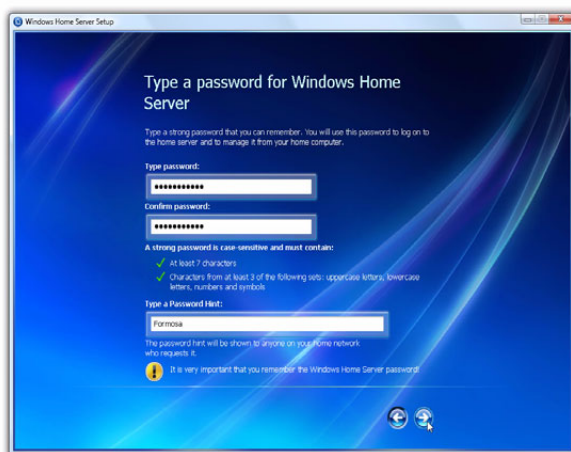 Windows Home Server Setup
Type a password for Windows Home
Server
Type a strong password that you can remember. You will use this password to log on to
the home server and to manage it from your home computer.
Type password:
•••••••••••
Confirm password:
•••••••••••
A strong password is case-sensitive and must contain:
At least 7 characters
Characters from at least 3 of the following sets: uppercase letters, lowercase
letters, numbers and symbols
Type a Password Hint:
Formosa
The password hint will be shown to anyone on your home network
who requests it.
It is very important that you remember the Windows Home Server password!